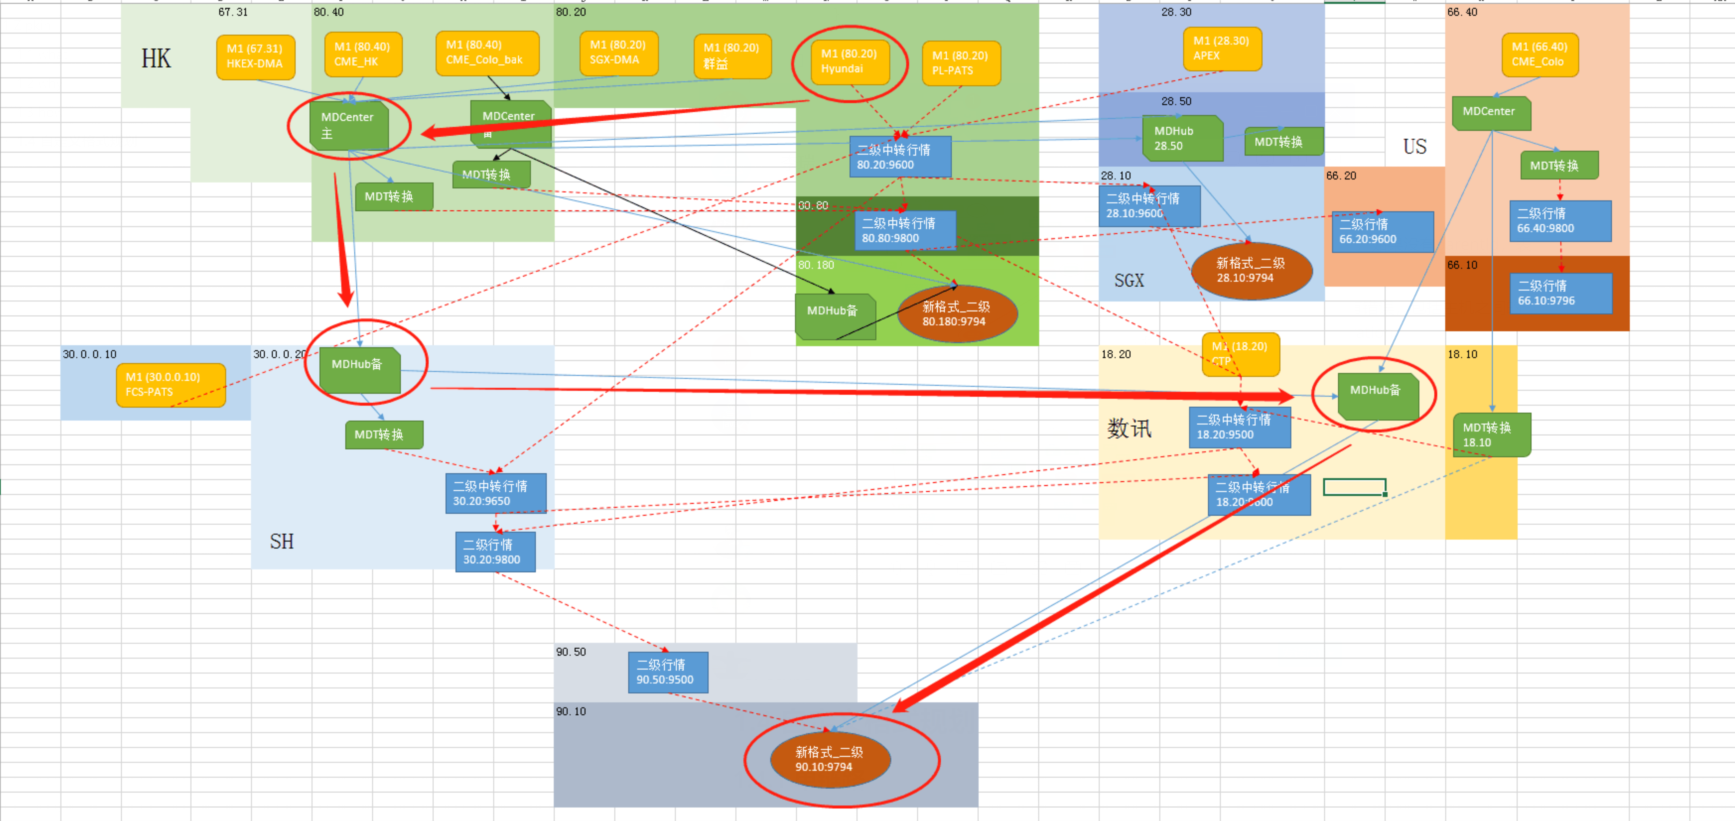 67.31
80.40
80.20
28.30
66.40
HK
M1 (67.31)
HKEX-DMA
M1 (80.40)
CME_HK
M1 (80.40)
CME_Colo_bak
M1 (80.20)
SGX-DMA
M1 (80.20)
群益
M1 (80.20)
Hyundai
M1 (80.20)
PL-PATS
M1 (28.30)
APEX
M1 (66.40)
CME_Colo
MDCenter
主
MDCenter
备
28.50
MDHub
28.50
MDT转换
MDCenter
US
二级中转行情
80.20:9600
MDT转换
MDT转换
MDT转换
28.10
66.20
二级中转行情
28.10:9600
80.80
二级中转行情
80.80:9800
二级行情
66.20:9600
二级行情
66.40:9800
80.180
MDHub备
新格式_二级
80.180:9794
新格式_二级
28.10:9794
SGX
66.10
二级行情
66.10:9796
30.0.0.10
M1 (30.0.0.10)
FCS-PATS
30.0.0.20
MDHub备
MDT转换
二级中转行情
30.20:9650
二级行情
30.20:9800
SH
18.20
M1 (18.20)
CTP
MDHub备
18.10
数讯
二级中转行情
18.20:9500
MDT转换
18.10
二级中转行情
18.20:9600
90.50
二级行情
90.50:9500
90.10
新格式_二级
90.10:9794